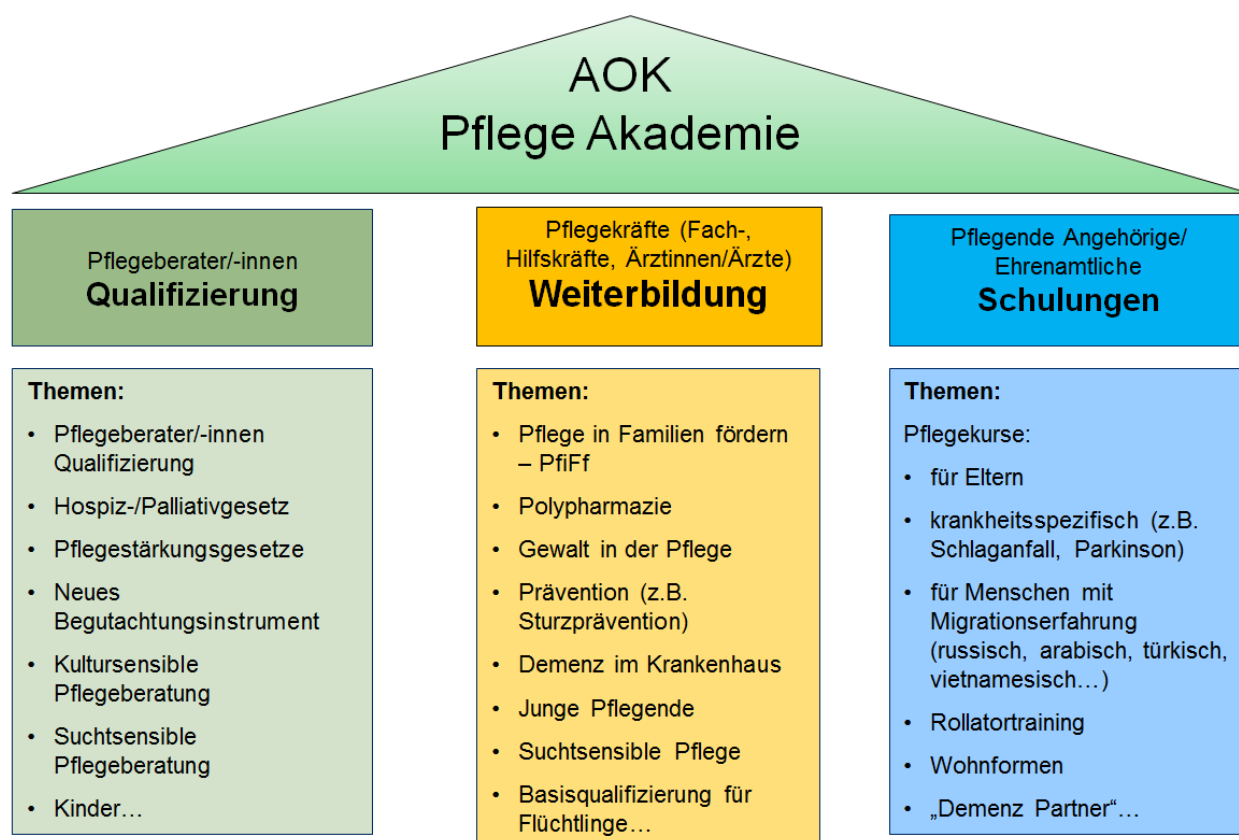 AOK
Pflege Akademie
Pflegeberater/-innen
Qualifizierung
Themen:
• Pflegeberater/-innen
Qualifizierung
• Hospiz-/Palliativgesetz
• Pflegestärkungsgesetze
• Neues
Begutachtungsinstrument
• Kultursensible
Pflegeberatung
• Suchtsensible
Pflegeberatung
• Kinder…
Pflegekräfte (Fach-,
Hilfskräfte, Ärztinnen/Ärzte)
Weiterbildung
Themen:
• Pflege in Familien fördern
– PfiFf
• Polypharmazie
• Gewalt in der Pflege
• Prävention (z.B.
Sturzprävention)
• Demenz im Krankenhaus
• Junge Pflegende
• Suchtsensible Pflege
• Basisqualifizierung für
Flüchtlinge…
Pflegende Angehörige/
Ehrenamtliche
Schulungen
Themen:
Pflegekurse:
• für Eltern
• krankheitsspezifisch (z.B.
Schlaganfall, Parkinson)
• für Menschen mit
Migrationserfahrung
(russisch, arabisch, türkisch,
vietnamesisch…)
• Rollatortraining
• Wohnformen
• „Demenz Partner“…